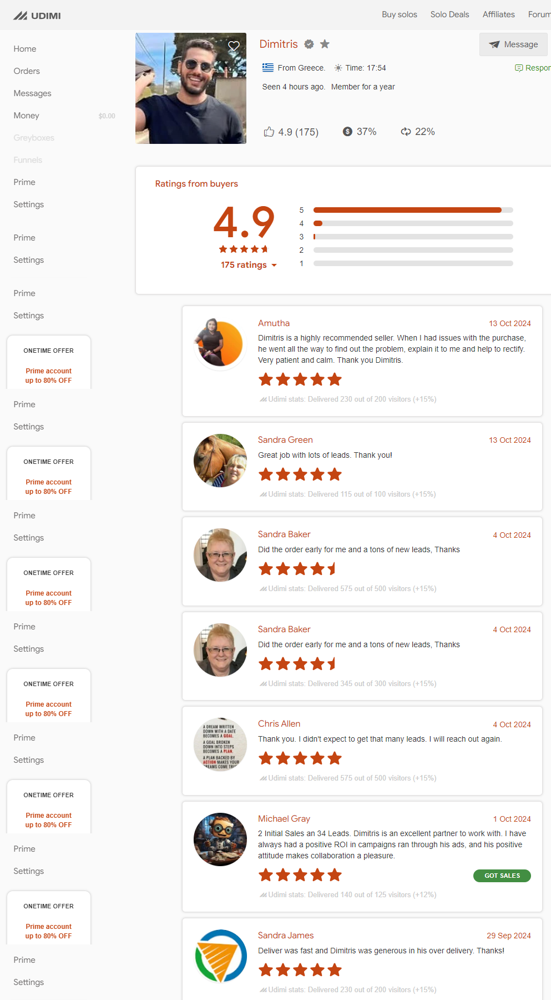 UDIMI
Buy solos
Solo Deals
Affiliates
Forum
Home
Orders
Messages
Money
$0.00
Greyboxes
Funnels
Prime
Settings
Prime
Settings
Prime
Settings
ONETIME OFFER
Prime account
up to 80% OFF
Prime
Settings
ONETIME OFFER
Prime account
up to 80% OFF
Prime
Settings
ONETIME OFFER
Prime account
up to 80% OFF
Prime
Settings
ONETIME OFFER
Prime account
up to 80% OFF
Prime
Settings
ONETIME OFFER
Prime account
up to 80% OFF
Prime
Settings
ONETIME OFFER
Prime account
up to 80% OFF
Prime
Settings
Dimitris
Message
From Greece.
Time: 17:54
Respon
Seen 4 hours ago.
Member for a year
4.9 (175)
37%
22%
Ratings from buyers
4.9
175 ratings
5
4
3
2
1
Amutha
13 Oct 2024
Dimitris is a highly recommended seller. When I had issues with the purchase,
he went all the way to find out the problem, explain it to me and help to rectify.
Very patient and calm. Thank you Dimitris.
Udimi stats: Delivered 230 out of 200 visitors (+15%)
Sandra Green
13 Oct 2024
Great job with lots of leads. Thank you!
Udimi stats: Delivered 115 out of 100 visitors (+15%)
Sandra Baker
4 Oct 2024
Did the order early for me and a tons of new leads, Thanks
Udimi stats: Delivered 575 out of 500 visitors (+15%)
Sandra Baker
4 Oct 2024
Did the order early for me and a tons of new leads, Thanks
Udimi stats: Delivered 345 out of 300 visitors (+15%)
A DREAM WRITTEN
DOWN WITH A DATE
BECOMES A GOAL.
A GOAL BROKEN
DOWN INTO STEPS
BECOMES A PLAN.
A PLAN BACKED BY
ACTION MAKES YOUR
DREAMS COME TRU
Chris Allen
4 Oct 2024
Thank you. I didn't expect to get that many leads. I will reach out again.
Udimi stats: Delivered 575 out of 500 visitors (+15%)
Michael Gray
1 Oct 2024
2 Initial Sales an 34 Leads. Dimitris is an excellent partner to work with. I have
always had a positive ROI in campaigns ran through his ads, and his positive
attitude makes collaboration a pleasure.
GOT SALES
Udimi stats: Delivered 140 out of 125 visitors (+12%)
Sandra James
29 Sep 2024
Deliver was fast and Dimitris was generous in his over delivery. Thanks!
Udimi stats: Delivered 230 out of 200 visitors (+15%)